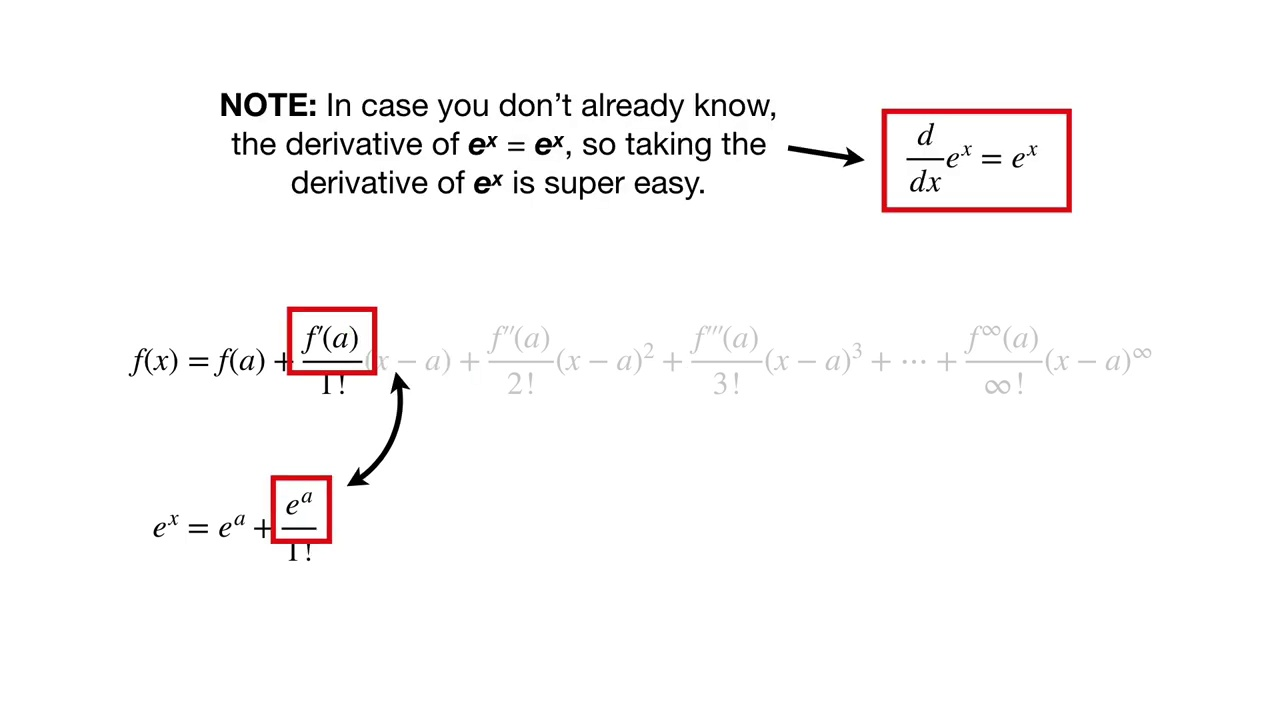 NOTE: In case you don’t already know,
the derivative of eˣ = eˣ, so taking the
derivative of eˣ is super easy.
d/dx eˣ = eˣ
f(x) = f(a) + f′(a)/1! (x − a) + f″(a)/2! (x − a)² + f‴(a)/3! (x − a)³ + ⋯ + f^∞(a)/∞! (x − a)^∞
eˣ = eᵃ + eᵃ/1!